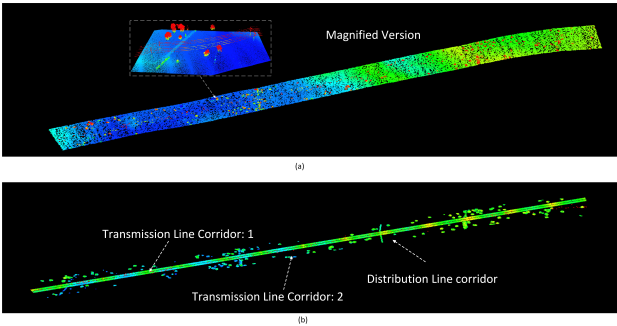 Magnified Version
(a)
Transmission Line Corridor: 1
Transmission Line Corridor: 2
Distribution Line corridor
(b)